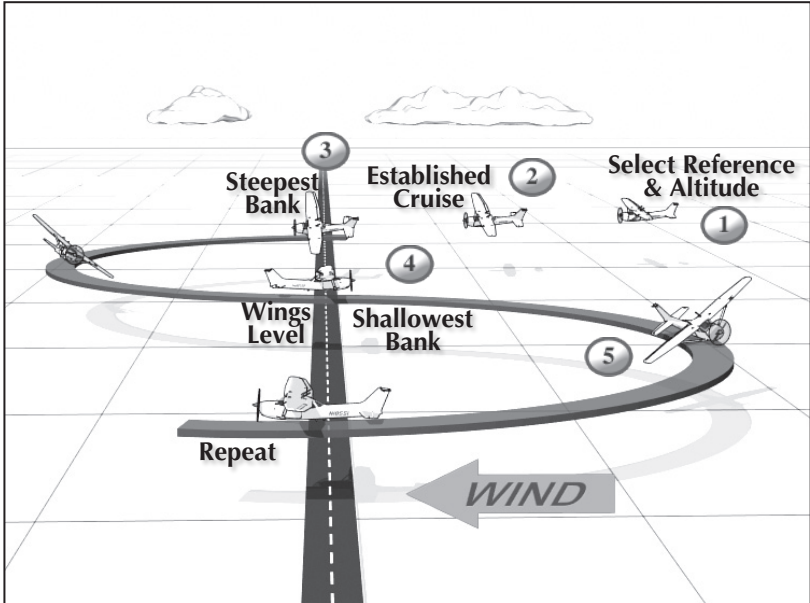 3
Steepest
Bank
Established
Cruise
2
Select Reference
& Altitude
1
4
Wings
Level
Shallowest
Bank
5
Repeat
WIND